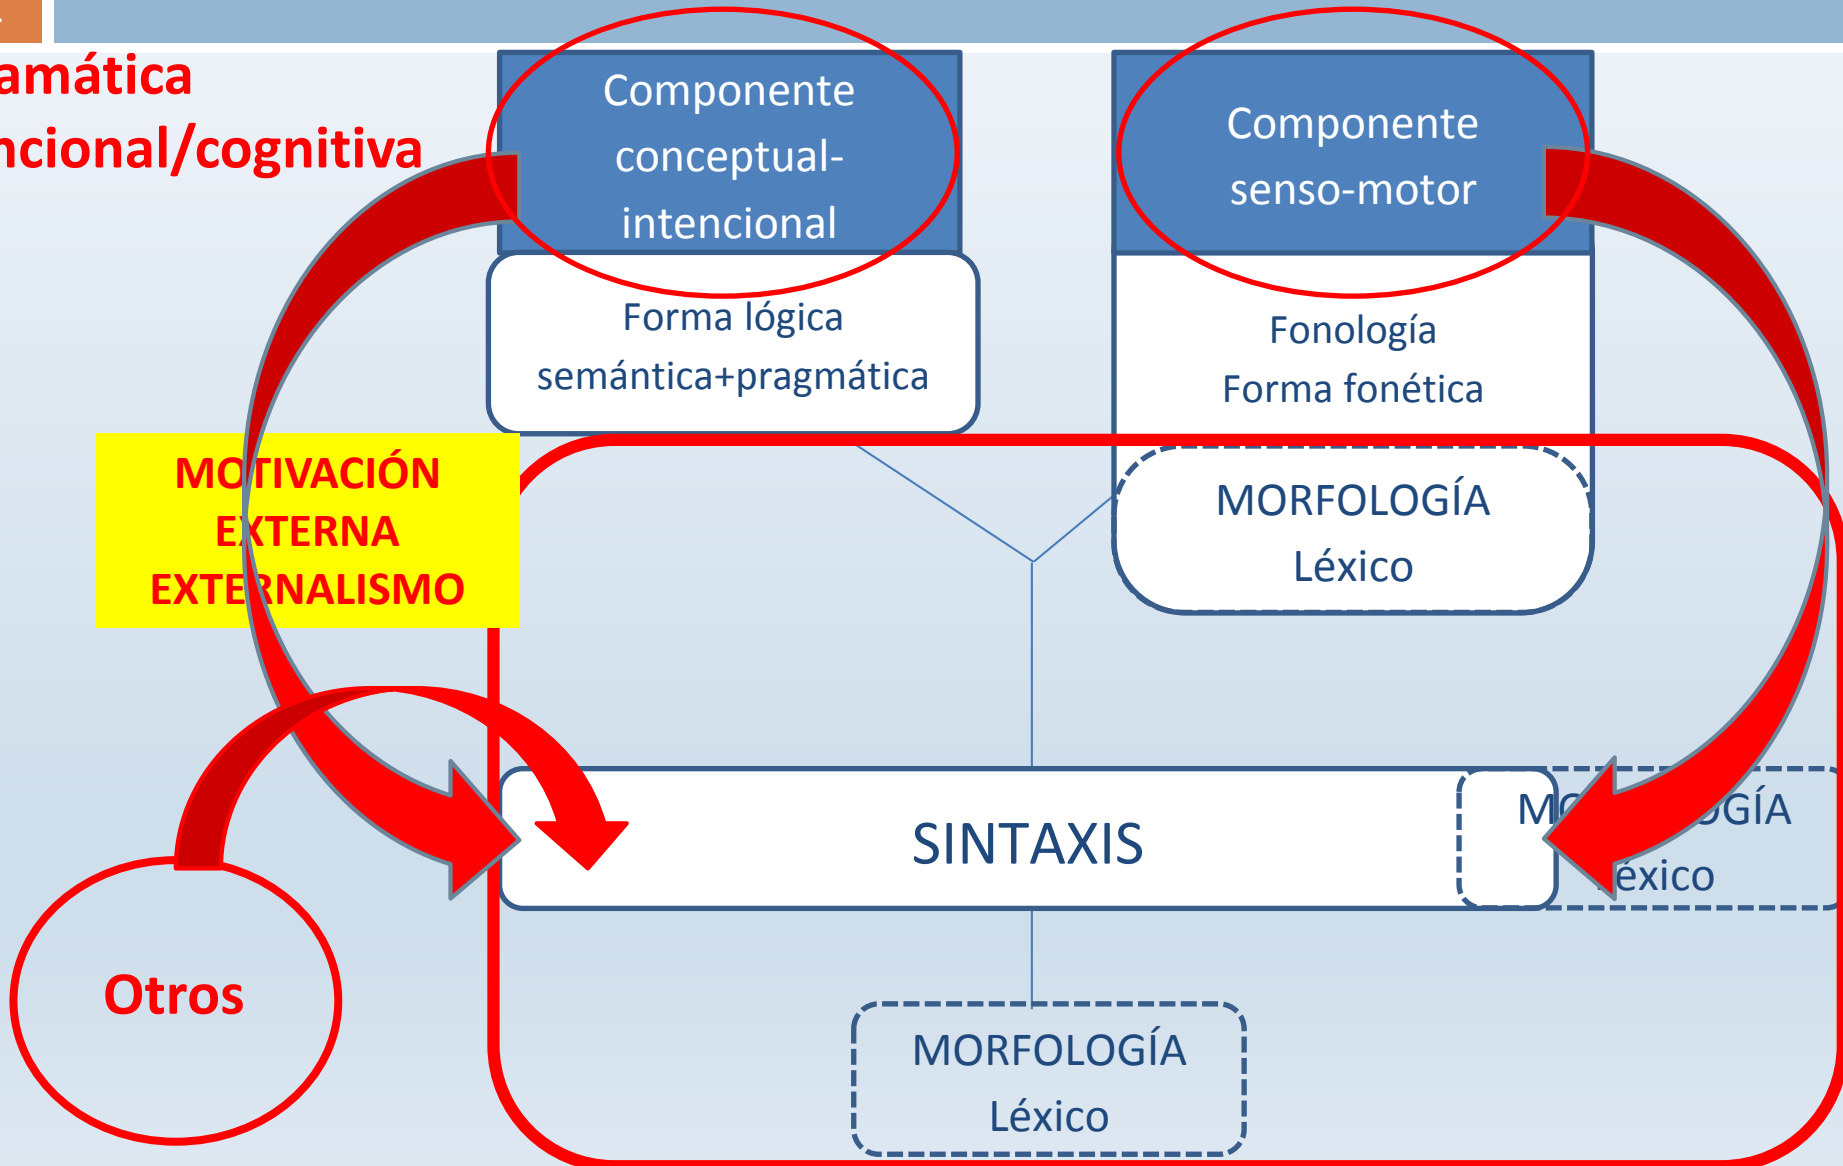 amática
ncional/cognitiva
Componente
conceptual-
intencional
Componente
senso-motor
Forma lógica
semántica+pragmática
Fonología
Forma fonética
MOTIVACIÓN
EXTERNA
EXTERNALISMO
MORFOLOGÍA
Léxico
SINTAXIS
Otros
MORFOLOGÍA
Léxico